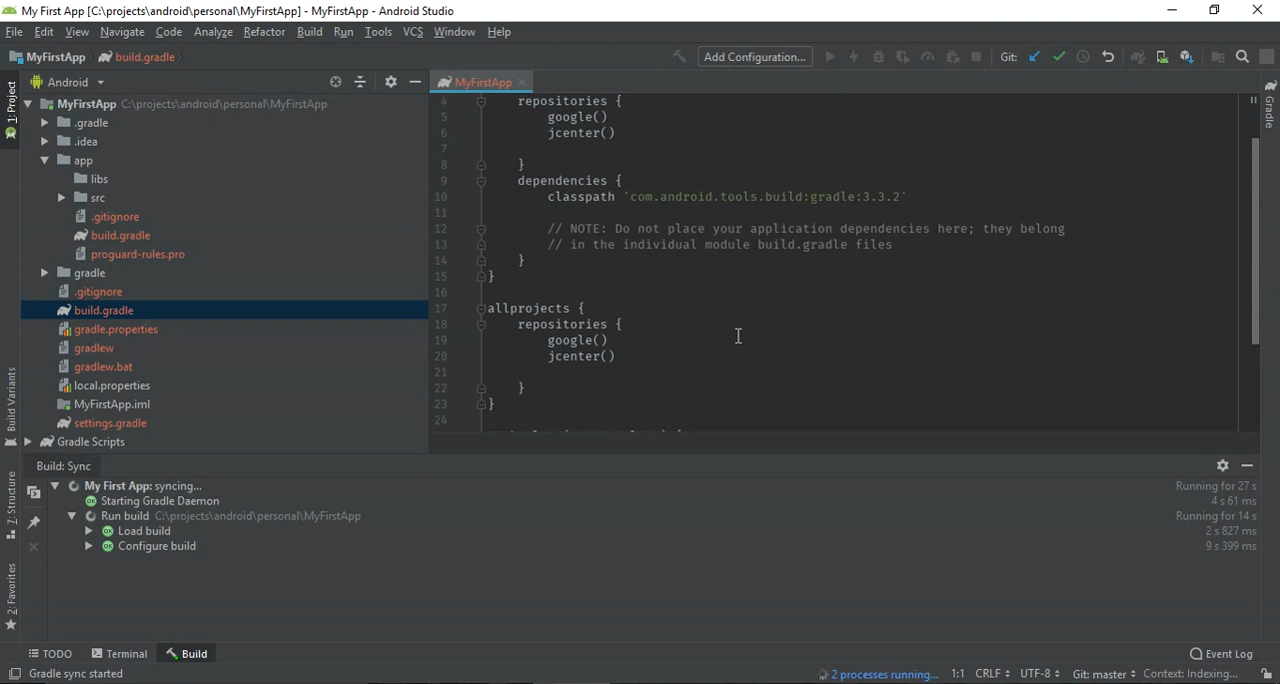 My First App [C:\projects\android\personal\MyFirstApp] - MyFirstApp - Android Studio
File Edit View Navigate Code Analyze Refactor Build Run Tools VCS Window Help
MyFirstApp build.gradle Add Configuration... Git:
Android MyFirstApp
1: Project
Gradle
Build Variants
Z: Structure
2: Favorites
MyFirstApp C:\projects\android\personal\MyFirstApp
.gradle
.idea
app
libs
src
.gitignore
build.gradle
proguard-rules.pro
gradle
.gitignore
build.gradle
gradle.properties
gradlew
gradlew.bat
local.properties
MyFirstApp.iml
settings.gradle
Gradle Scripts
4 repositories {
5 google()
6 jcenter()
7
8 }
9 dependencies {
10 classpath 'com.android.tools.build:gradle:3.3.2'
11
12 // NOTE: Do not place your application dependencies here; they belong
13 // in the individual module build.gradle files
14 }
15 }
16
17 allprojects {
18 repositories {
19 google()
20 jcenter()
21
22 }
23 }
24
Build: Sync
My First App: syncing... Running for 27 s
Starting Gradle Daemon 4 s 61 ms
Run build C:\projects\android\personal\MyFirstApp Running for 14 s
Load build 2 s 827 ms
Configure build 9 s 399 ms
TODO Terminal Build Event Log
Gradle sync started 2 processes running... 1:1 CRLF UTF-8 Git: master Context: Indexing...